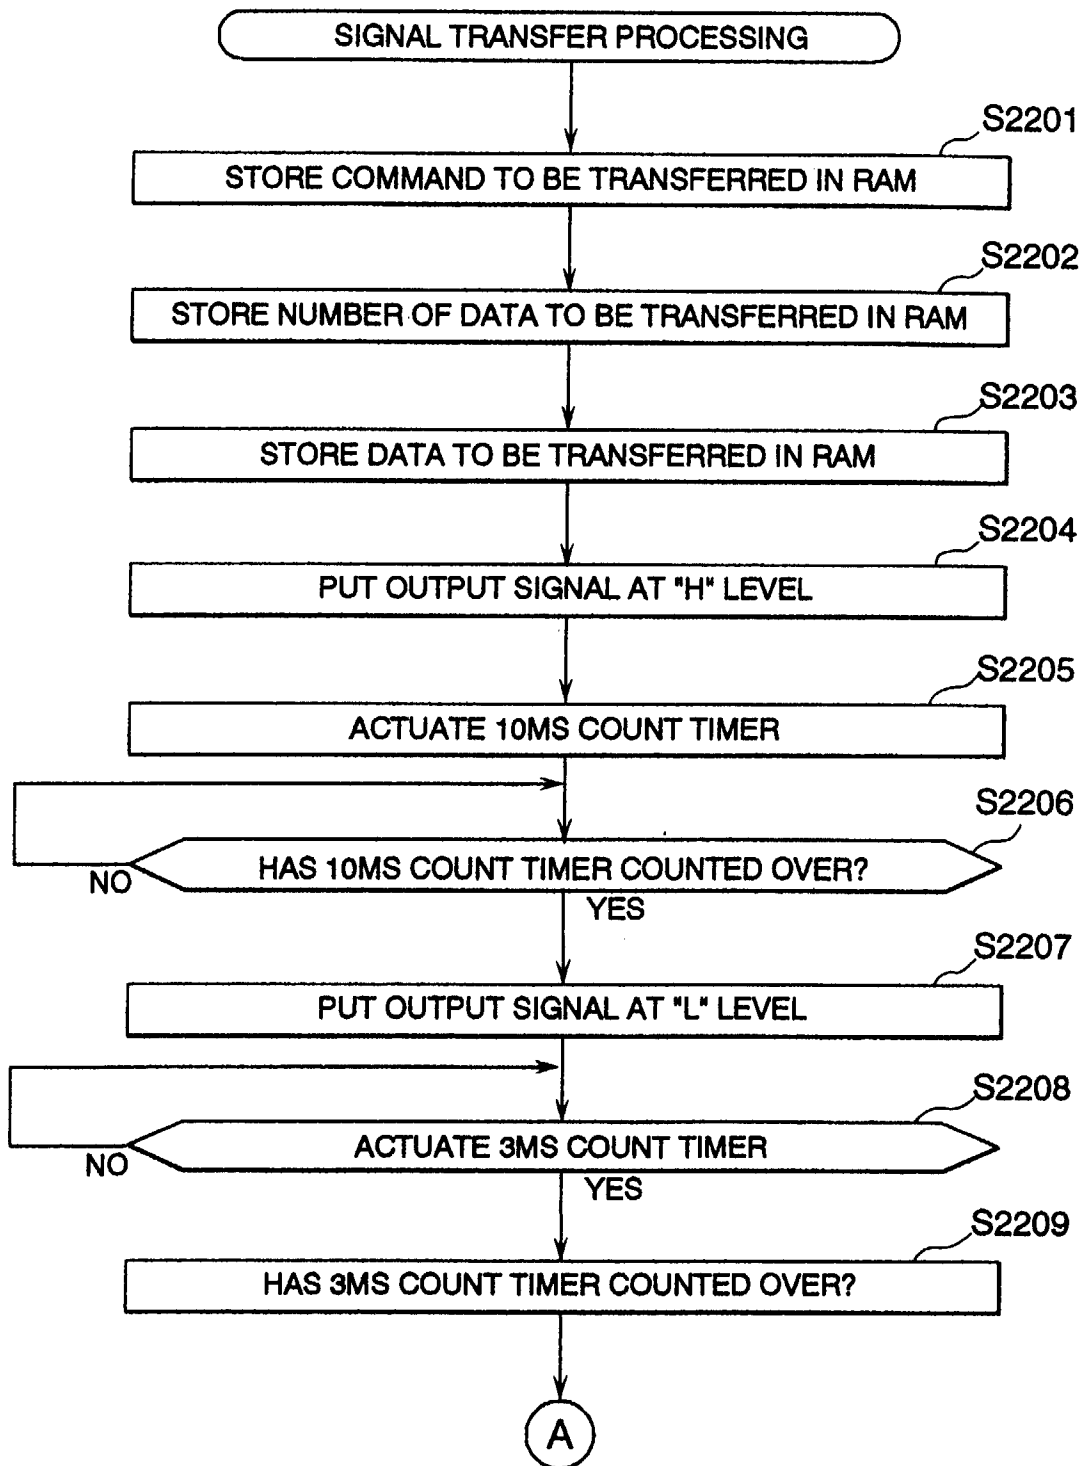 SIGNAL TRANSFER PROCESSING
S2201
STORE COMMAND TO BE TRANSFERRED IN RAM
S2202
STORE NUMBER OF DATA TO BE TRANSFERRED IN RAM
S2203
STORE DATA TO BE TRANSFERRED IN RAM
S2204
PUT OUTPUT SIGNAL AT "H" LEVEL
S2205
ACTUATE 10MS COUNT TIMER
S2206
HAS 10MS COUNT TIMER COUNTED OVER?
NO
YES
S2207
PUT OUTPUT SIGNAL AT "L" LEVEL
S2208
ACTUATE 3MS COUNT TIMER
NO
YES
S2209
HAS 3MS COUNT TIMER COUNTED OVER?
A